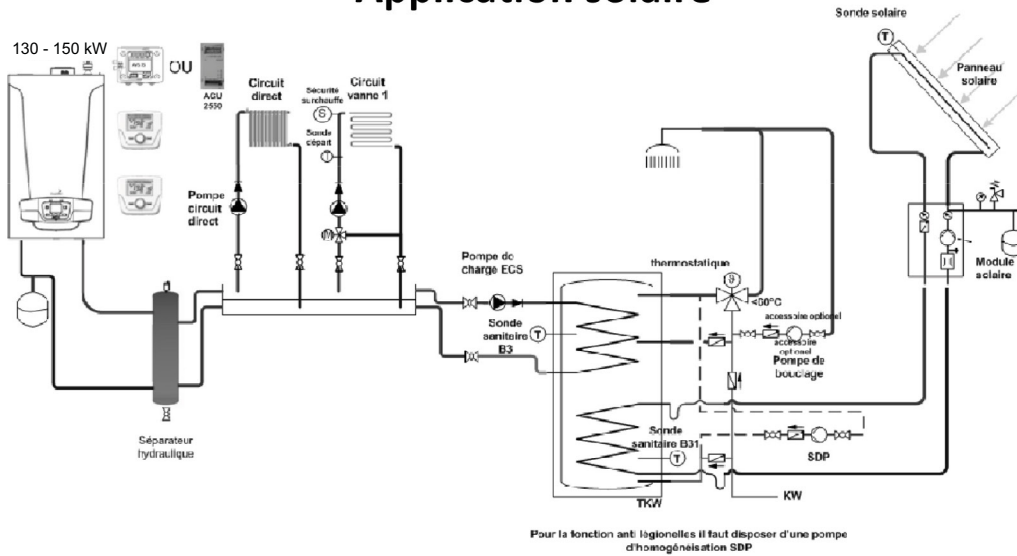 Application solaire
Sonde solaire
T
Panneau
solaire
130 - 150 kW
OU
AGU
2550
Circuit
direct
Sécurité
surchauffe
S
Sonde
départ
T
Circuit
vanne 1
Pompe
circuit
direct
M
Pompe de
charge ECS
thermostatique
S
<60°C
Module
solaire
Sonde
sanitaire
B3
T
accessoire optionel
accessoire
optionel
Pompe de
bouclage
Séparateur
hydraulique
Sonde
sanitaire B31
T
SDP
TKW
KW
Pour la fonction anti légionelles il faut disposer d'une pompe
d'homogénéisation SDP